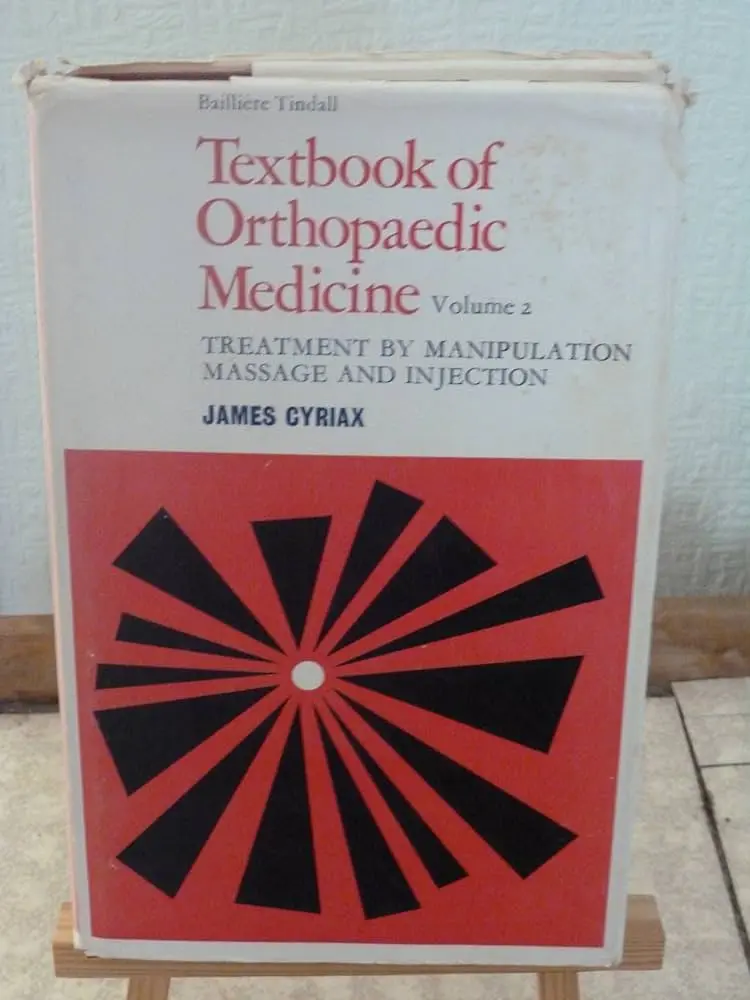 Baillière Tindall
Textbook of
Orthopaedic
Medicine Volume 2
TREATMENT BY MANIPULATION
MASSAGE AND INJECTION
JAMES CYRIAX